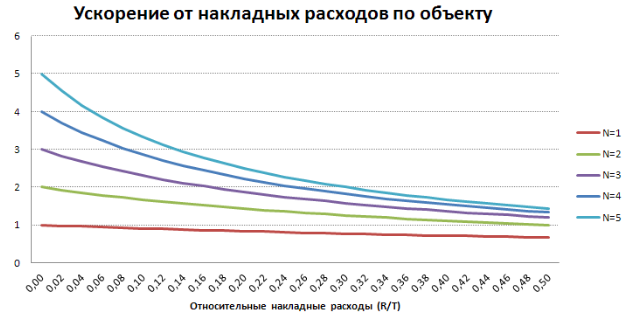 Ускорение от накладных расходов по объекту
6
5
4
3
2
1
0
N=1
N=2
N=3
N=4
N=5
0,00 0,02 0,04 0,06 0,08 0,10 0,12 0,14 0,16 0,18 0,20 0,22 0,24 0,26 0,28 0,30 0,32 0,34 0,36 0,38 0,40 0,42 0,44 0,46 0,48 0,50
Относительные накладные расходы (R/T)